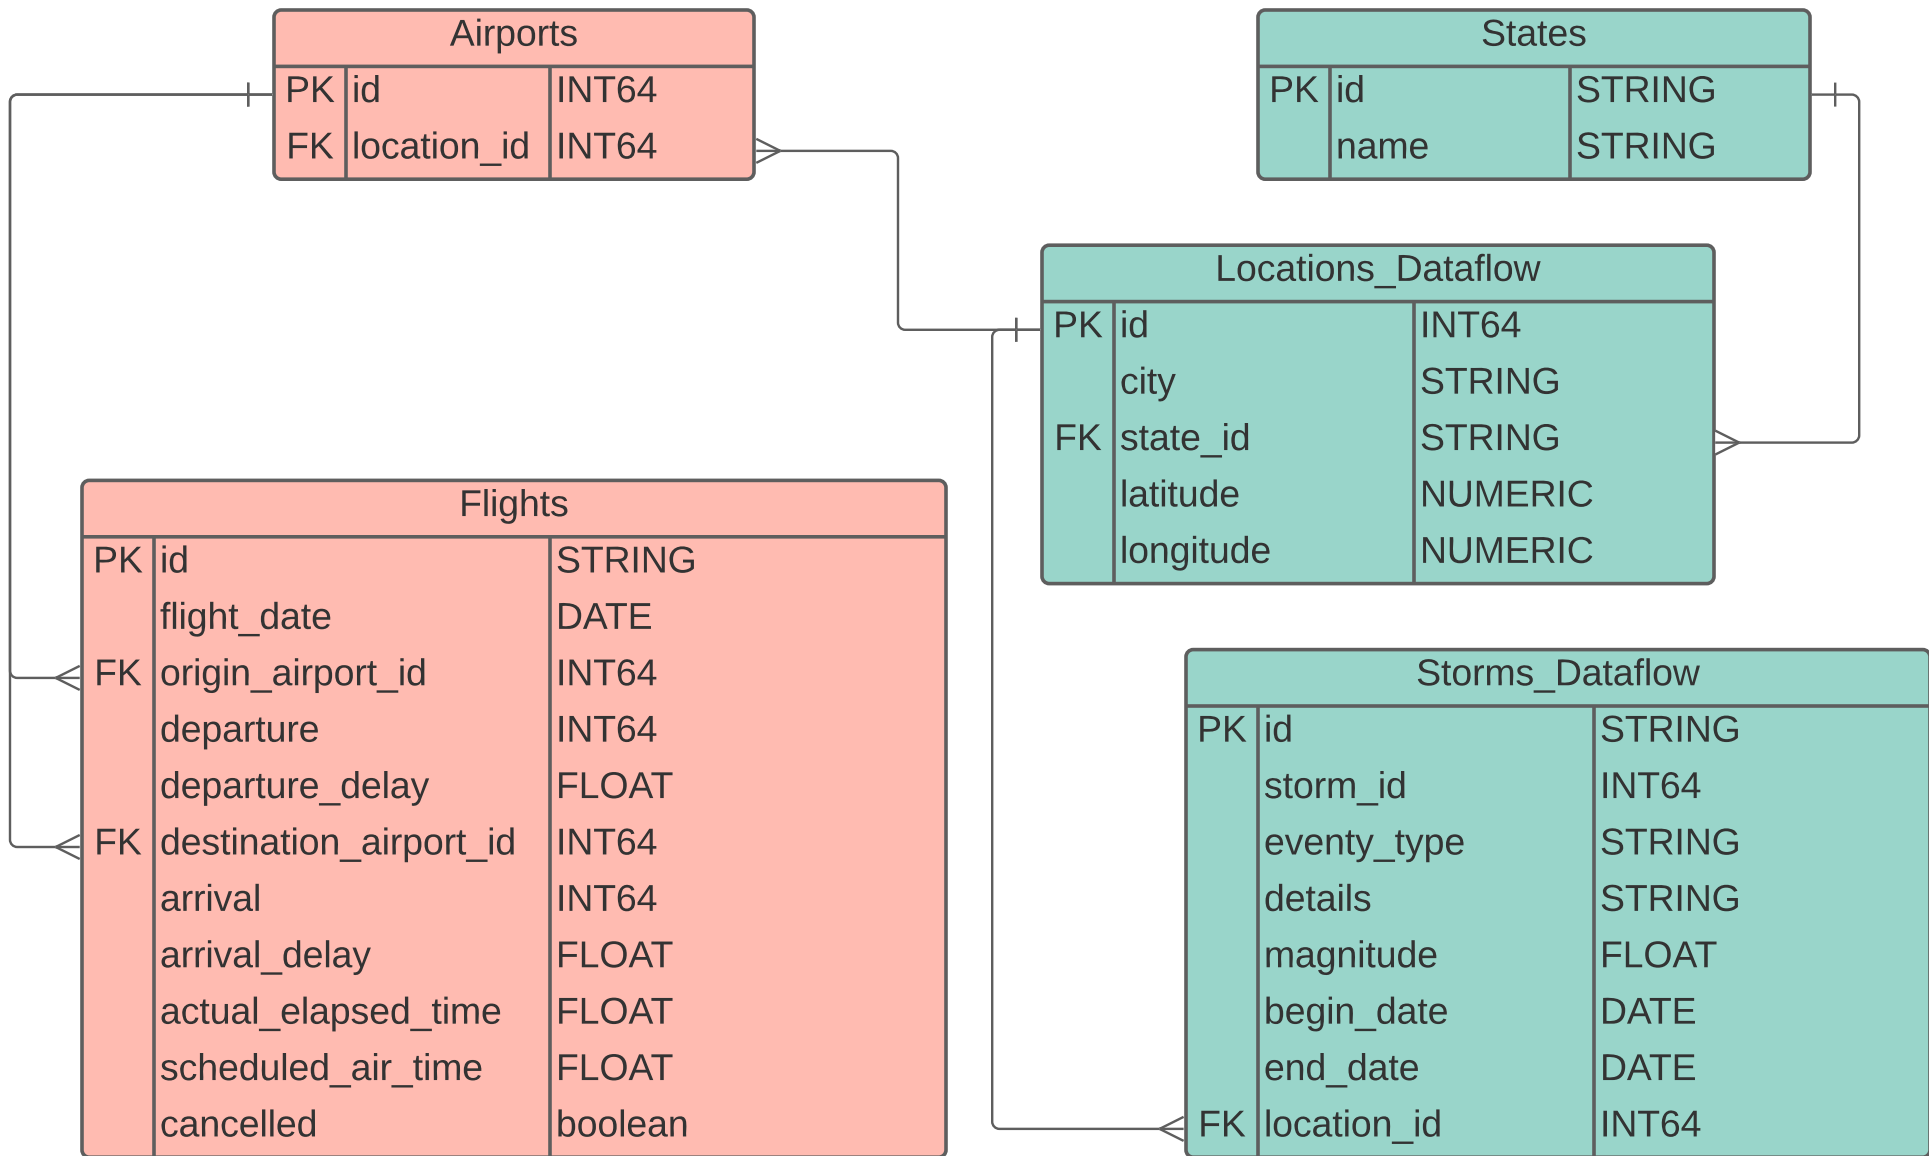 Airports
PK id INT64
FK location_id INT64
States
PK id STRING
name STRING
Locations_Dataflow
PK id INT64
city STRING
FK state_id STRING
latitude NUMERIC
longitude NUMERIC
Flights
PK id STRING
flight_date DATE
FK origin_airport_id INT64
departure INT64
departure_delay FLOAT
FK destination_airport_id INT64
arrival INT64
arrival_delay FLOAT
actual_elapsed_time FLOAT
scheduled_air_time FLOAT
cancelled boolean
Storms_Dataflow
PK id STRING
storm_id INT64
eventy_type STRING
details STRING
magnitude FLOAT
begin_date DATE
end_date DATE
FK location_id INT64